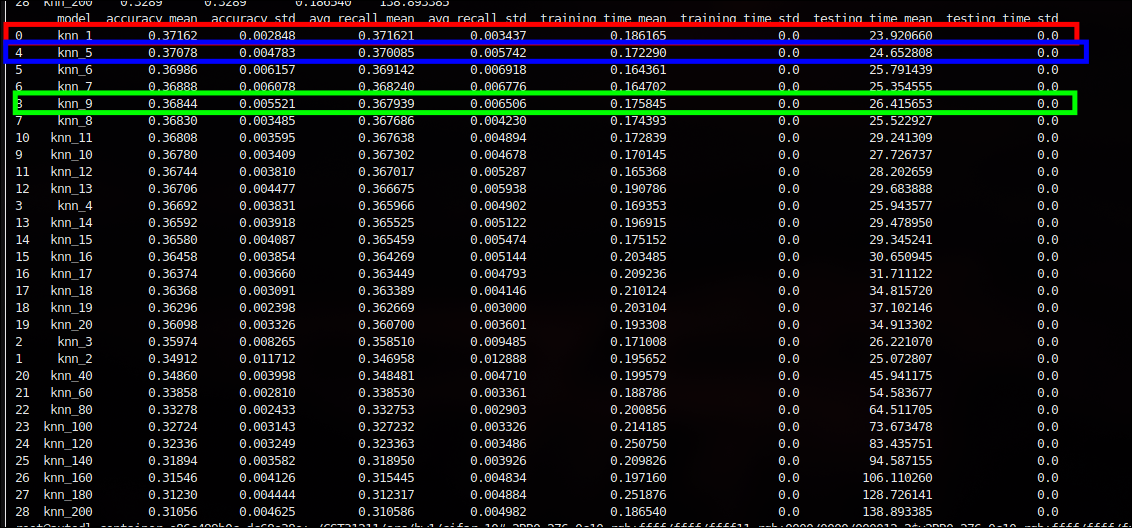 28 knn_200 0.3289 0.3289 0.186540 138.893385
model accuracy_mean accuracy_std avg_recall_mean avg_recall_std training_time_mean training_time_std testing_time_mean testing_time_std
0 knn_1 0.37162 0.002848 0.371621 0.003437 0.186165 0.0 23.920660 0.0
4 knn_5 0.37078 0.004783 0.370085 0.005742 0.172290 0.0 24.652808 0.0
5 knn_6 0.36986 0.006157 0.369142 0.006918 0.164361 0.0 25.791439 0.0
6 knn_7 0.36888 0.006078 0.368240 0.006776 0.164702 0.0 25.354555 0.0
8 knn_9 0.36844 0.005521 0.367939 0.006506 0.175845 0.0 26.415653 0.0
7 knn_8 0.36830 0.003485 0.367686 0.004230 0.174393 0.0 25.522927 0.0
10 knn_11 0.36808 0.003595 0.367638 0.004894 0.172839 0.0 29.241309 0.0
9 knn_10 0.36780 0.003409 0.367302 0.004678 0.170145 0.0 27.726737 0.0
11 knn_12 0.36744 0.003810 0.367017 0.005287 0.165368 0.0 28.202659 0.0
12 knn_13 0.36706 0.004477 0.366675 0.005938 0.190786 0.0 29.683888 0.0
3 knn_4 0.36692 0.003831 0.365966 0.004902 0.169353 0.0 25.943577 0.0
13 knn_14 0.36592 0.003918 0.365525 0.005122 0.196915 0.0 29.478950 0.0
14 knn_15 0.36580 0.004087 0.365459 0.005474 0.175152 0.0 29.345241 0.0
15 knn_16 0.36458 0.003854 0.364269 0.005144 0.203485 0.0 30.650945 0.0
16 knn_17 0.36374 0.003660 0.363449 0.004793 0.209236 0.0 31.711122 0.0
17 knn_18 0.36368 0.003091 0.363389 0.004146 0.210124 0.0 34.815720 0.0
18 knn_19 0.36296 0.002398 0.362669 0.003000 0.203104 0.0 37.102146 0.0
19 knn_20 0.36098 0.003326 0.360700 0.003601 0.193308 0.0 34.913302 0.0
2 knn_3 0.35974 0.008265 0.358510 0.009485 0.171008 0.0 26.221070 0.0
1 knn_2 0.34912 0.011712 0.346958 0.012888 0.195652 0.0 25.072807 0.0
20 knn_40 0.34860 0.003998 0.348481 0.004710 0.199579 0.0 45.941175 0.0
21 knn_60 0.33858 0.002810 0.338530 0.003361 0.188786 0.0 54.583677 0.0
22 knn_80 0.33278 0.002433 0.332753 0.002903 0.200856 0.0 64.511705 0.0
23 knn_100 0.32724 0.003143 0.327232 0.003326 0.214185 0.0 73.673478 0.0
24 knn_120 0.32336 0.003249 0.323363 0.003486 0.250750 0.0 83.435751 0.0
25 knn_140 0.31894 0.003582 0.318950 0.003926 0.209826 0.0 94.587155 0.0
26 knn_160 0.31546 0.004126 0.315445 0.004834 0.197160 0.0 106.110260 0.0
27 knn_180 0.31230 0.004444 0.312317 0.004884 0.251876 0.0 128.726141 0.0
28 knn_200 0.31056 0.004625 0.310586 0.004982 0.186540 0.0 138.893385 0.0